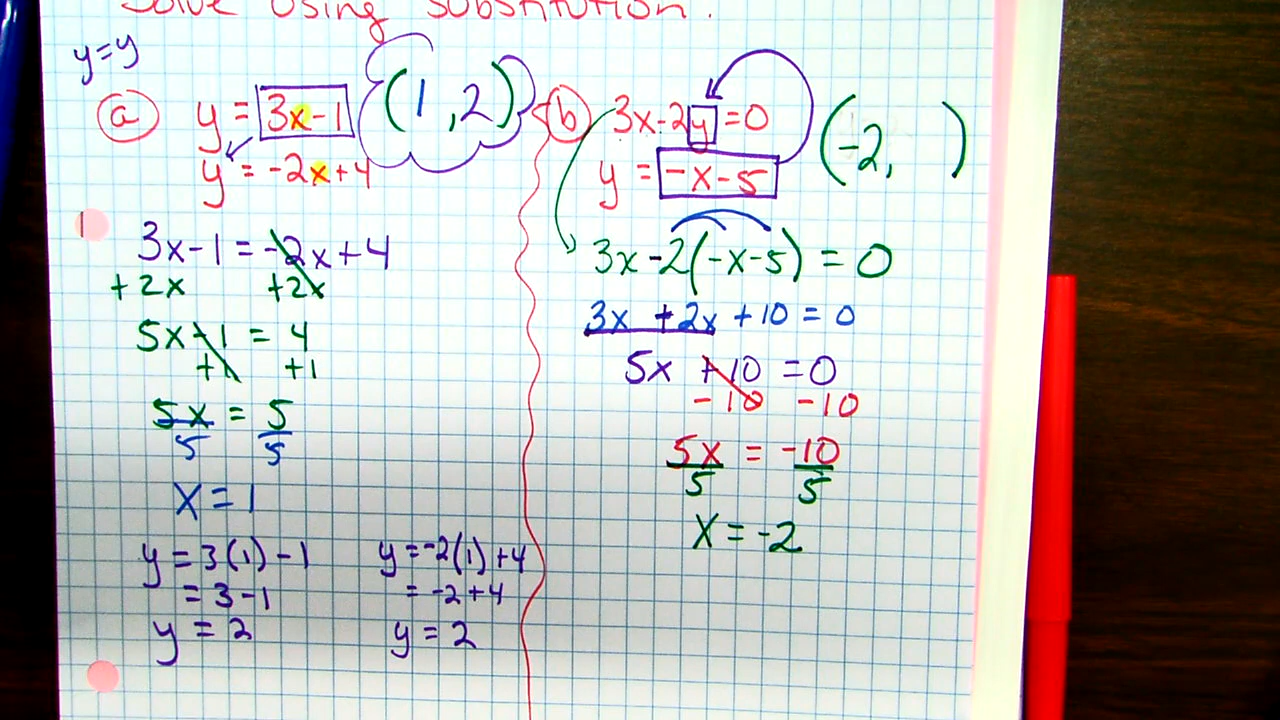 Solve using substitution.
y=y
(a) y = 3x-1
y = -2x+4
(1,2)
3x-1 = -2x+4
+2x +2x
5x-1 = 4
+1 +1
5x = 5
5 5
x = 1
y = 3(1)-1
= 3-1
y = 2
y = -2(1)+4
= -2+4
y = 2
(b) 3x-2y=0
y = -x-5
(-2, )
3x-2(-x-5) = 0
3x +2x +10 = 0
5x +10 = 0
-10 -10
5x = -10
5 5
x = -2